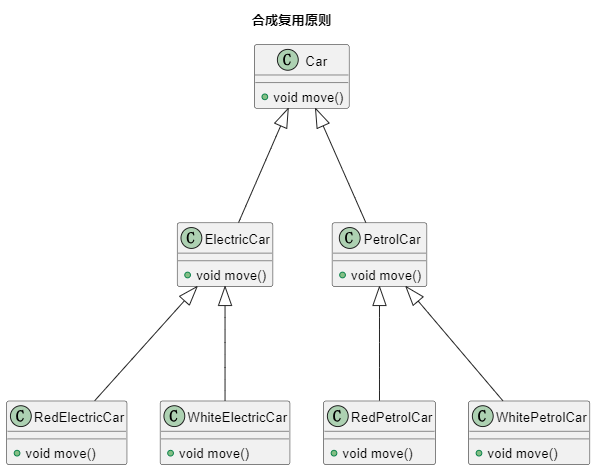 合成复用原则
C Car
void move()
C ElectricCar
void move()
C PetrolCar
void move()
C RedElectricCar
void move()
C WhiteElectricCar
void move()
C RedPetrolCar
void move()
C WhitePetrolCar
void move()